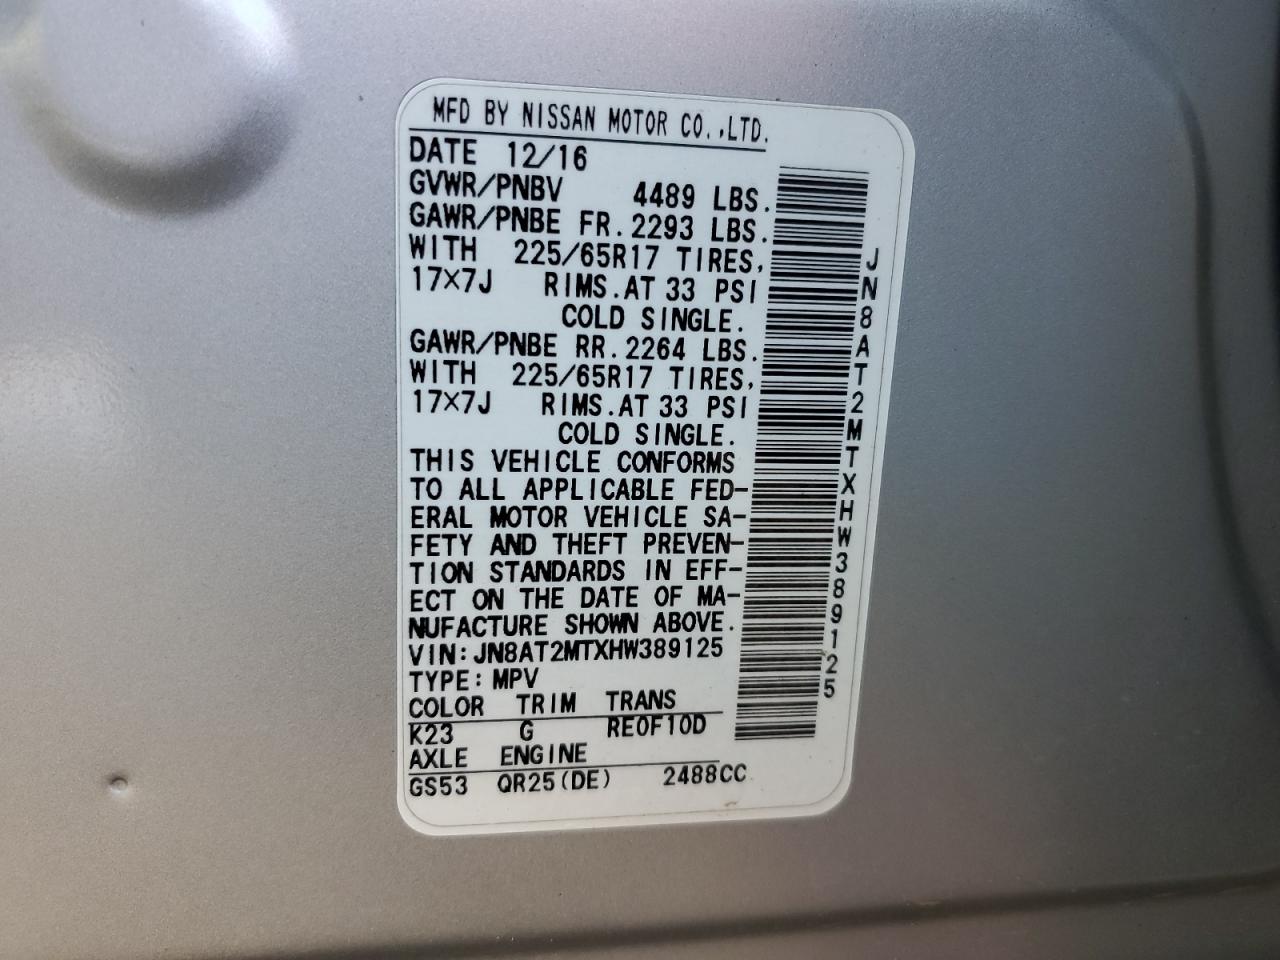 MFD BY NISSAN MOTOR CO.,LTD.
DATE 12/16
GVWR/PNBV 4489 LBS.
GAWR/PNBE FR.2293 LBS.
WITH 225/65R17 TIRES,
17X7J RIMS.AT 33 PSI
COLD SINGLE.
GAWR/PNBE RR.2264 LBS.
WITH 225/65R17 TIRES,
17X7J RIMS.AT 33 PSI
COLD SINGLE.
THIS VEHICLE CONFORMS
TO ALL APPLICABLE FED-
ERAL MOTOR VEHICLE SA-
FETY AND THEFT PREVEN-
TION STANDARDS IN EFF-
ECT ON THE DATE OF MA-
NUFACTURE SHOWN ABOVE.
VIN:JN8AT2MTXHW389125
TYPE:MPV
COLOR TRIM TRANS
K23 G RE0F10D
AXLE ENGINE
GS53 QR25(DE) 2488CC
JN8AT2MTXHW389125